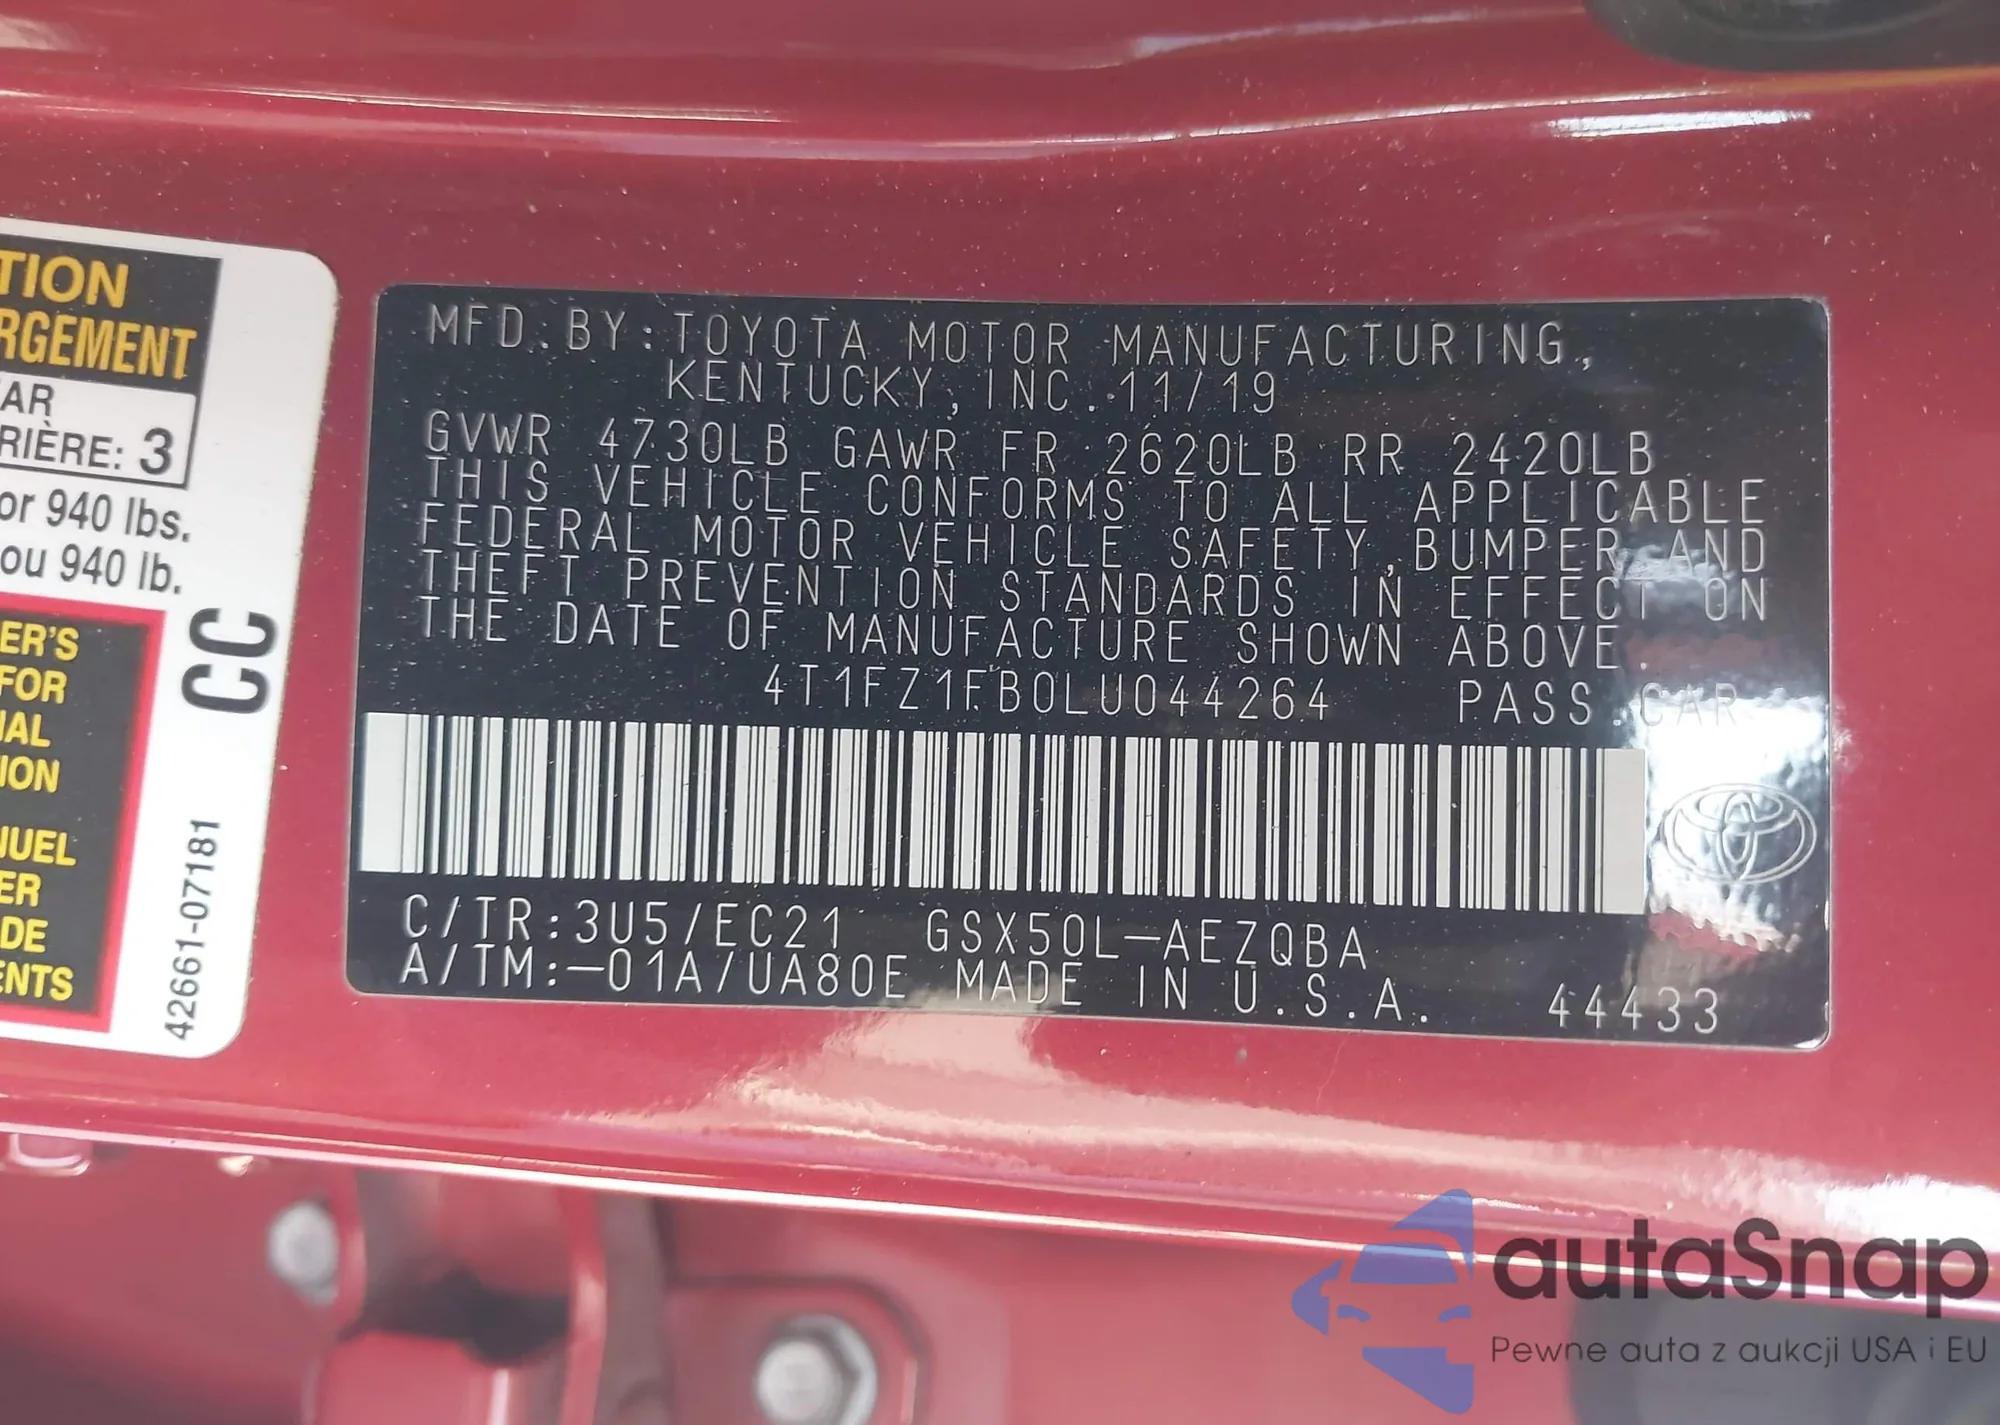 TION
RGEMENT
AR
RIÈRE: 3
or 940 lbs.
ou 940 lb.
ER'S
FOR
IAL
ION
NUEL
ER
DE
ENTS
CC
42661-07181
MFD. BY: TOYOTA MOTOR MANUFACTURING,
KENTUCKY, INC. 11/19
GVWR 4730LB GAWR FR 2620LB RR 2420LB
THIS VEHICLE CONFORMS TO ALL APPLICABLE
FEDERAL MOTOR VEHICLE SAFETY, BUMPER AND
THEFT PREVENTION STANDARDS IN EFFECT ON
THE DATE OF MANUFACTURE SHOWN ABOVE.
4T1FZ1FB0LU044264 PASS. CAR
C/TR:3U5/EC21 GSX50L-AEZQBA
A/TM:-01A/UA80E MADE IN U.S.A. 44433
autaSnap
Pewne auta z aukcji USA i EU